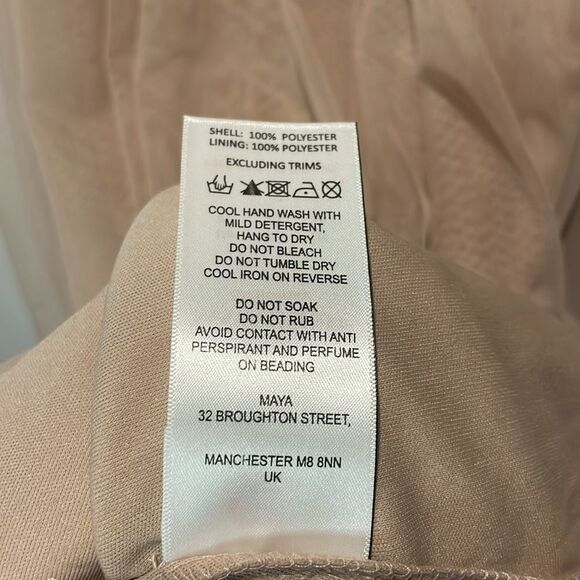 SHELL: 100% POLYESTER
LINING: 100% POLYESTER
EXCLUDING TRIMS
COOL HAND WASH WITH
MILD DETERGENT,
HANG TO DRY
DO NOT BLEACH
DO NOT TUMBLE DRY
COOL IRON ON REVERSE
DO NOT SOAK
DO NOT RUB
AVOID CONTACT WITH ANTI
PERSPIRANT AND PERFUME
ON BEADING
MAYA
32 BROUGHTON STREET,
MANCHESTER M8 8NN
UK